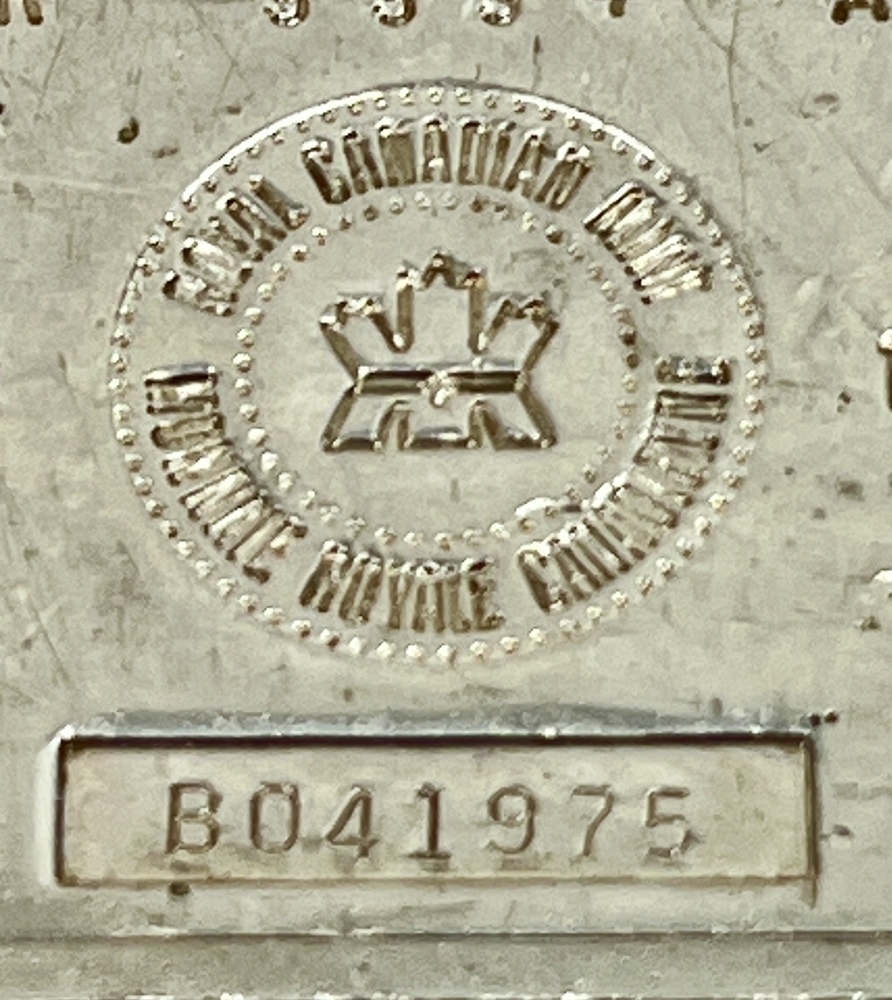 ROYAL CANADIAN MINT
MONNAIE ROYALE CANADIENNE
B041975